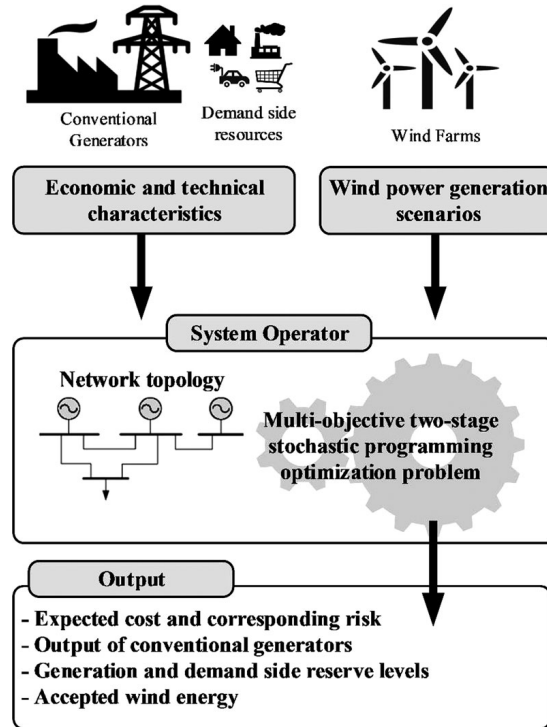 Conventional
Generators
Demand side
resources
Wind Farms
Economic and technical
characteristics
Wind power generation
scenarios
System Operator
Network topology
Multi-objective two-stage
stochastic programming
optimization problem
Output
- Expected cost and corresponding risk
- Output of conventional generators
- Generation and demand side reserve levels
- Accepted wind energy